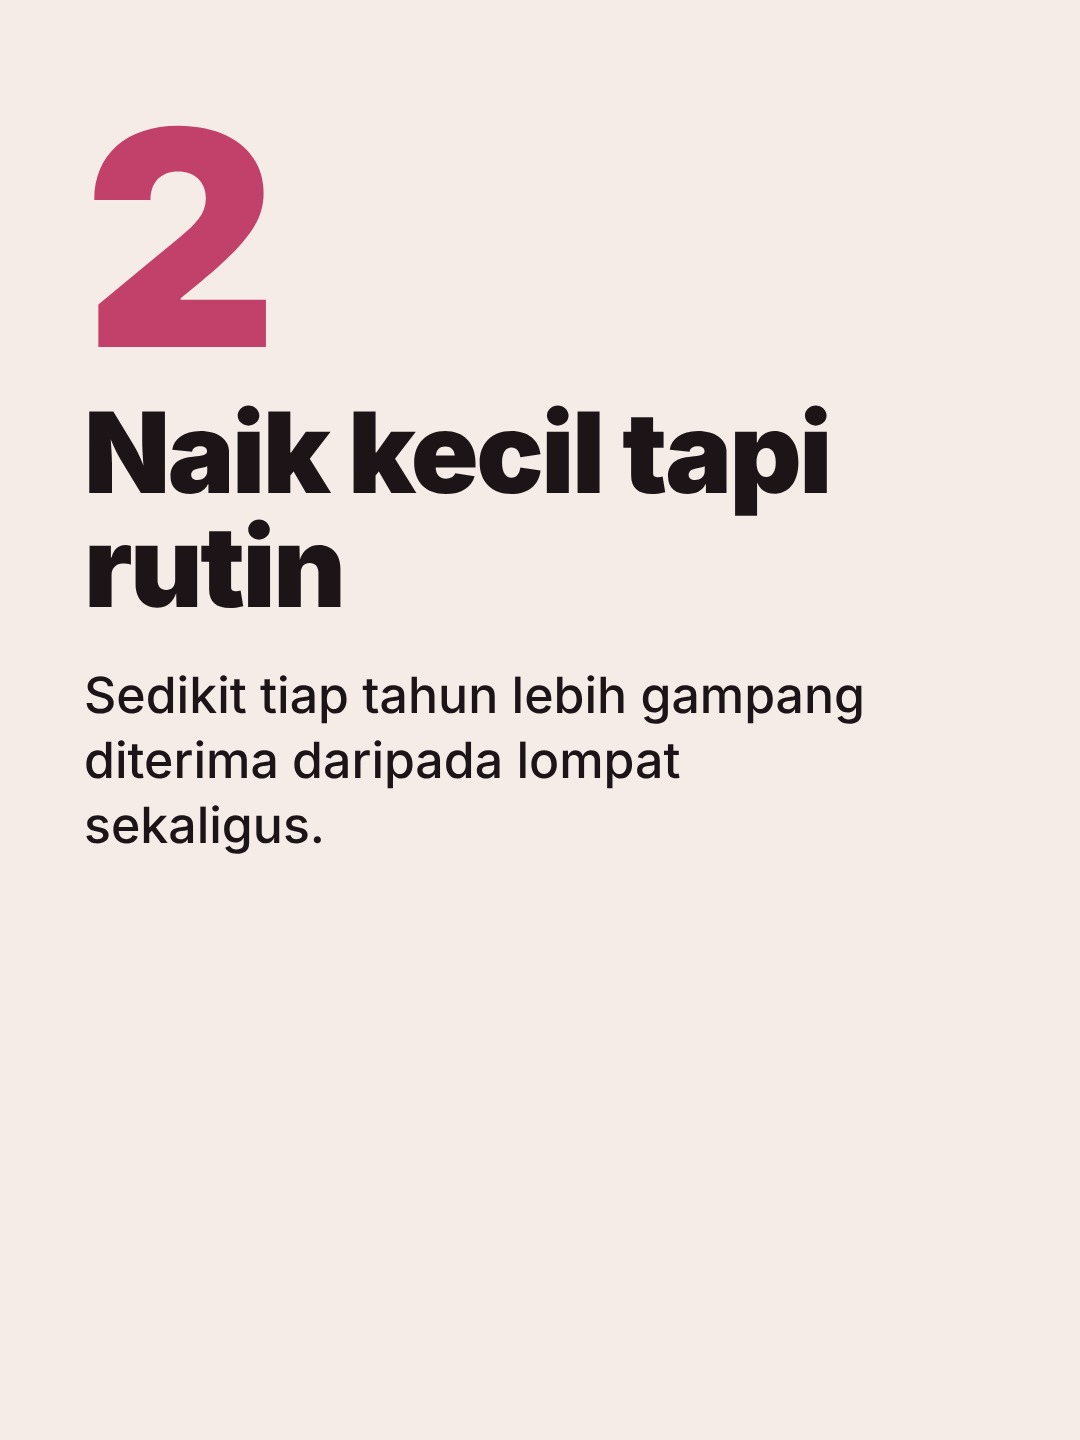 2
Naik kecil tapi
rutin
Sedikit tiap tahun lebih gampang
diterima daripada lompat
sekaligus.